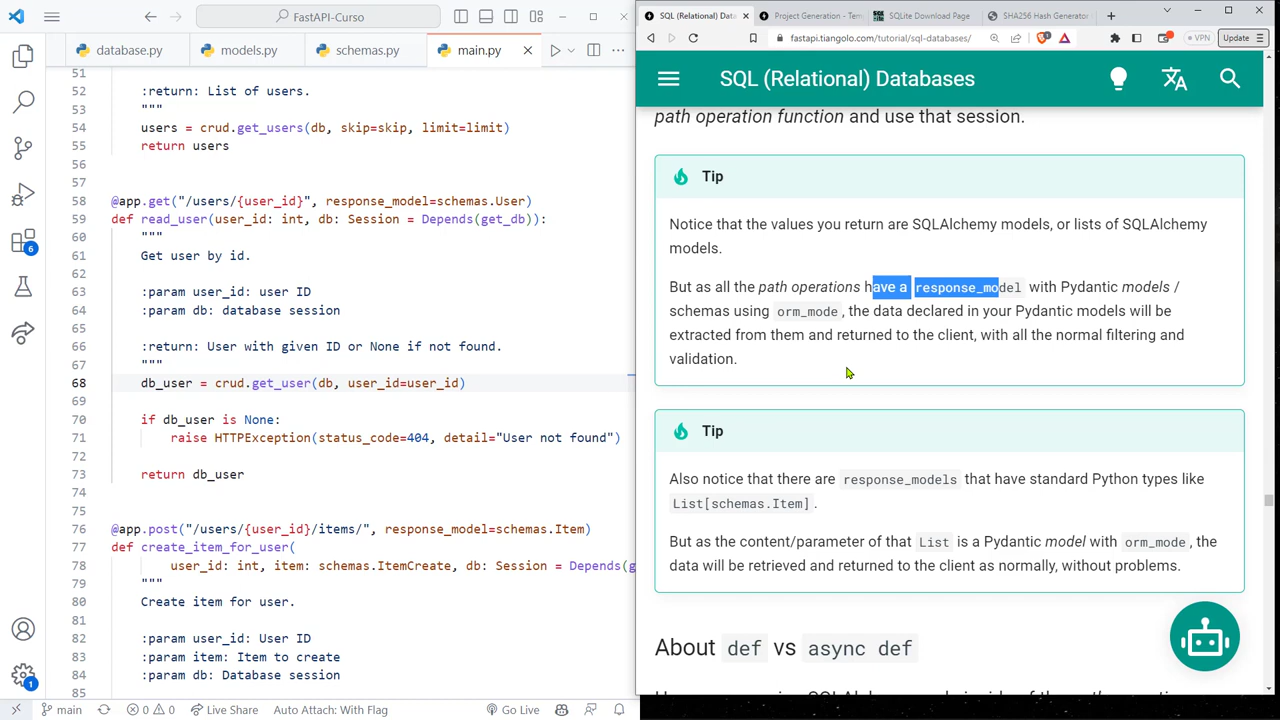 FastAPI-Curso
database.py
models.py
schemas.py
main.py
51
52 :return: List of users.
53 """
54 users = crud.get_users(db, skip=skip, limit=limit)
55 return users
56
57
58 @app.get("/users/{user_id}", response_model=schemas.User)
59 def read_user(user_id: int, db: Session = Depends(get_db)):
60 """
61 Get user by id.
62
63 :param user_id: user ID
64 :param db: database session
65
66 :return: User with given ID or None if not found.
67 """
68 db_user = crud.get_user(db, user_id=user_id)
69
70 if db_user is None:
71 raise HTTPException(status_code=404, detail="User not found")
72
73 return db_user
74
75
76 @app.post("/users/{user_id}/items/", response_model=schemas.Item)
77 def create_item_for_user(
78 user_id: int, item: schemas.ItemCreate, db: Session = Depends(g
79 """
80 Create item for user.
81
82 :param user_id: User ID
83 :param item: Item to create
84 :param db: Database session
85
6
1
main
0 0
Live Share
Auto Attach: With Flag
Go Live
SQL (Relational) Data
Project Generation - Tem
SQLite Download Page
SHA256 Hash Generator
fastapi.tiangolo.com/tutorial/sql-databases/
VPN
Update
SQL (Relational) Databases
path operation function and use that session.
Tip
Notice that the values you return are SQLAlchemy models, or lists of SQLAlchemy
models.
But as all the path operations have a response_model with Pydantic models /
schemas using orm_mode, the data declared in your Pydantic models will be
extracted from them and returned to the client, with all the normal filtering and
validation.
Tip
Also notice that there are response_models that have standard Python types like
List[schemas.Item].
But as the content/parameter of that List is a Pydantic model with orm_mode, the
data will be retrieved and returned to the client as normally, without problems.
About def vs async def